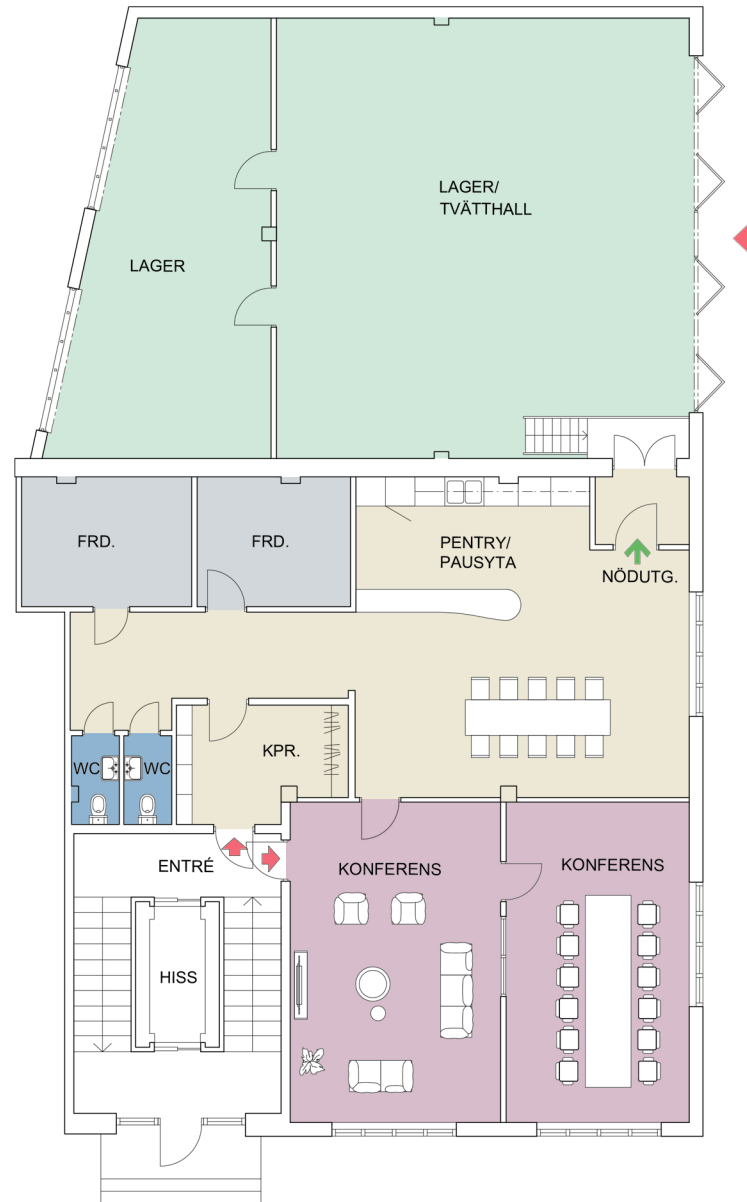 LAGER/
TVÄTTHALL
LAGER
FRD.
FRD.
PENTRY/
PAUSYTA
NÖDUTG.
WC
WC
KPR.
ENTRÉ
KONFERENS
KONFERENS
HISS